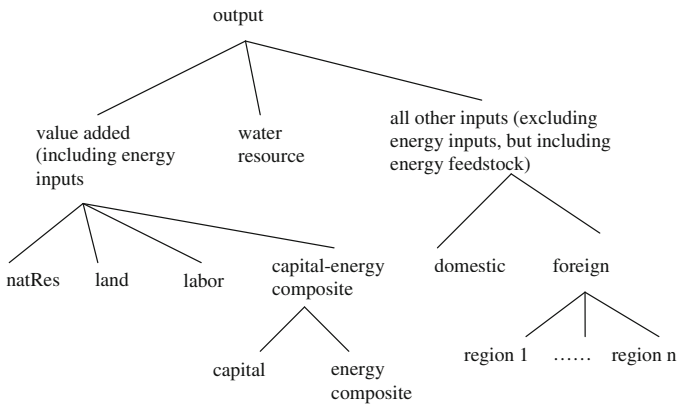 output
value added
(including energy
inputs
water
resource
all other inputs (excluding
energy inputs, but including
energy feedstock)
natRes
land
labor
capital-energy
composite
domestic
foreign
capital
energy
composite
region 1
……
region n